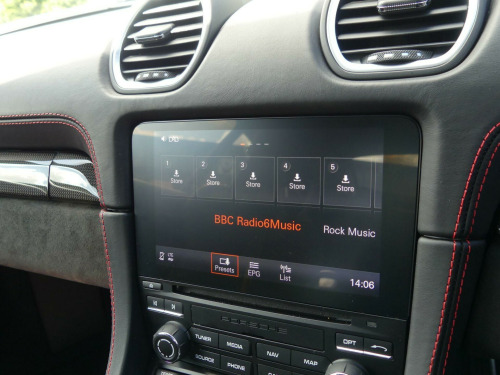 1 2 3 4 5
Store Store Store Store Store
BBC Radio6Music
Rock Music
Presets EPG List
14:06
TUNER MEDIA
SOURCE PHONE NAV MAP
OPT